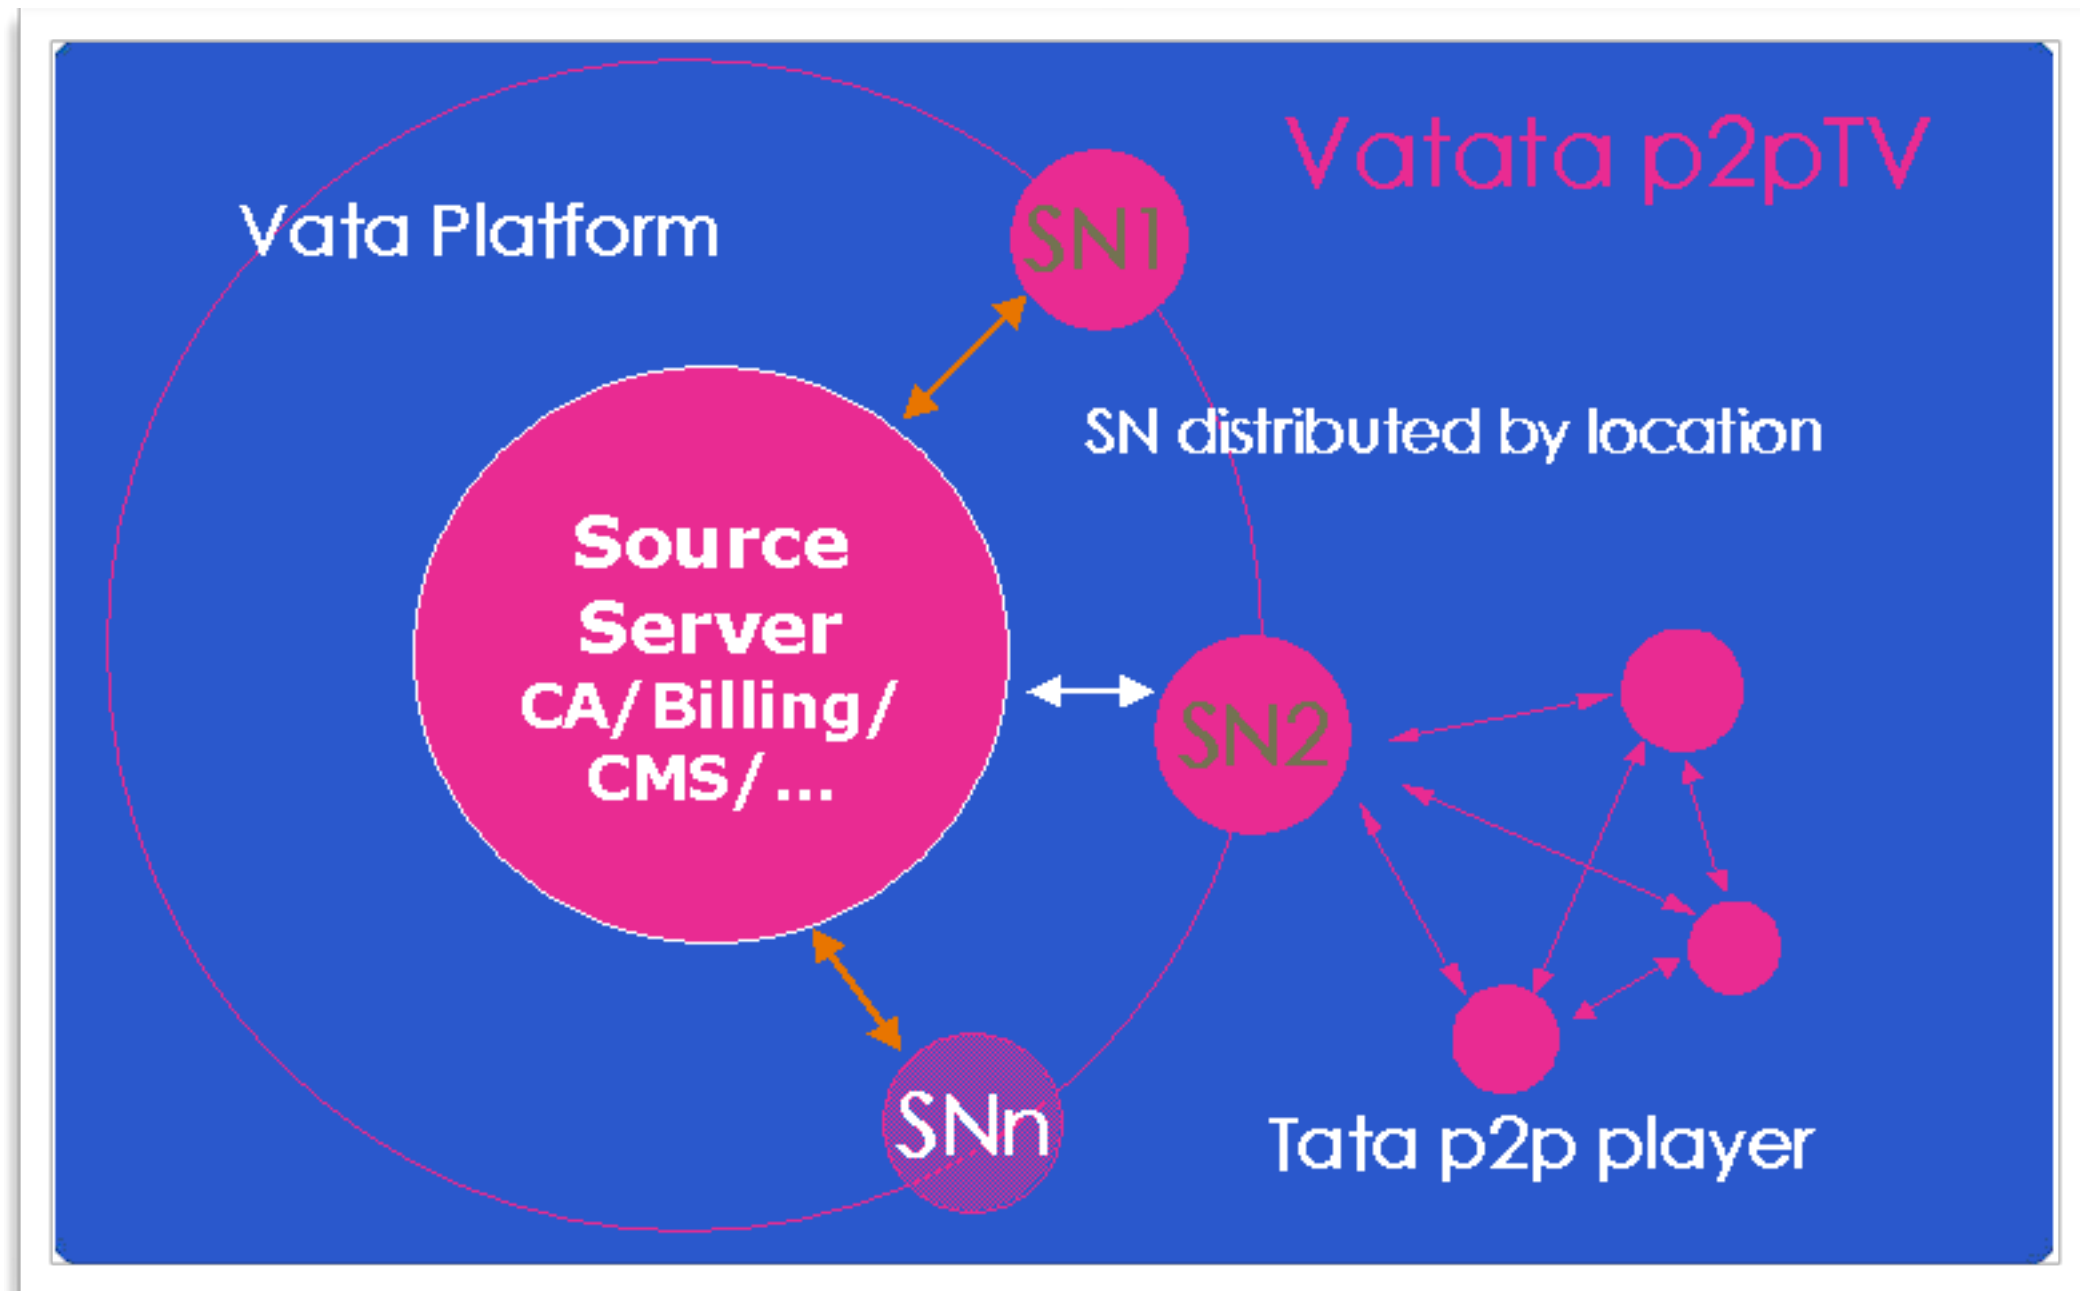 Vatata p2pTV
Vata Platform
SN1
SN distributed by location
Source
Server
CA/Billing/
CMS/...
SN2
SNn
Tata p2p player